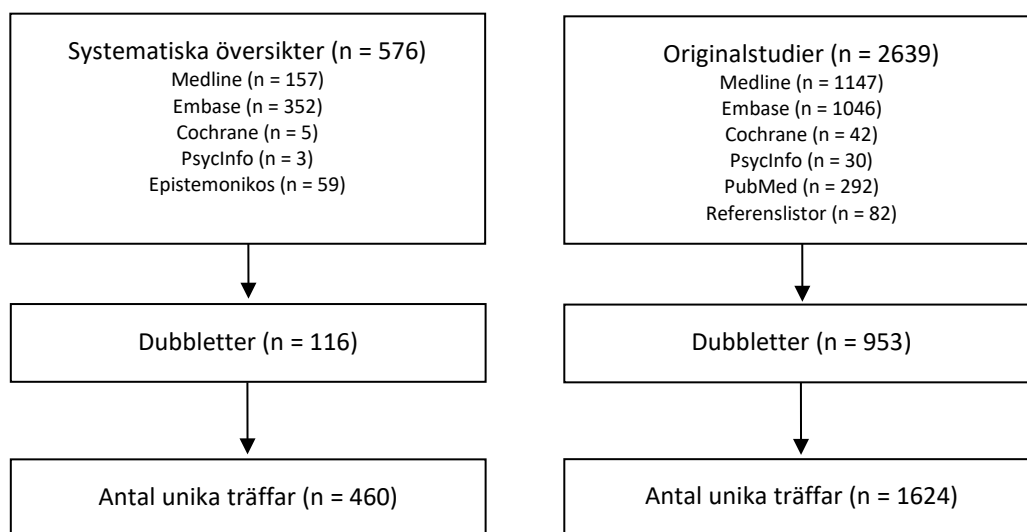 Systematiska översikter (n = 576)
Medline (n = 157)
Embase (n = 352)
Cochrane (n = 5)
PsycInfo (n = 3)
Epistemonikos (n = 59)
Dubbletter (n = 116)
Antal unika träffar (n = 460)
Originalstudier (n = 2639)
Medline (n = 1147)
Embase (n = 1046)
Cochrane (n = 42)
PsycInfo (n = 30)
PubMed (n = 292)
Referenslistor (n = 82)
Dubbletter (n = 953)
Antal unika träffar (n = 1624)